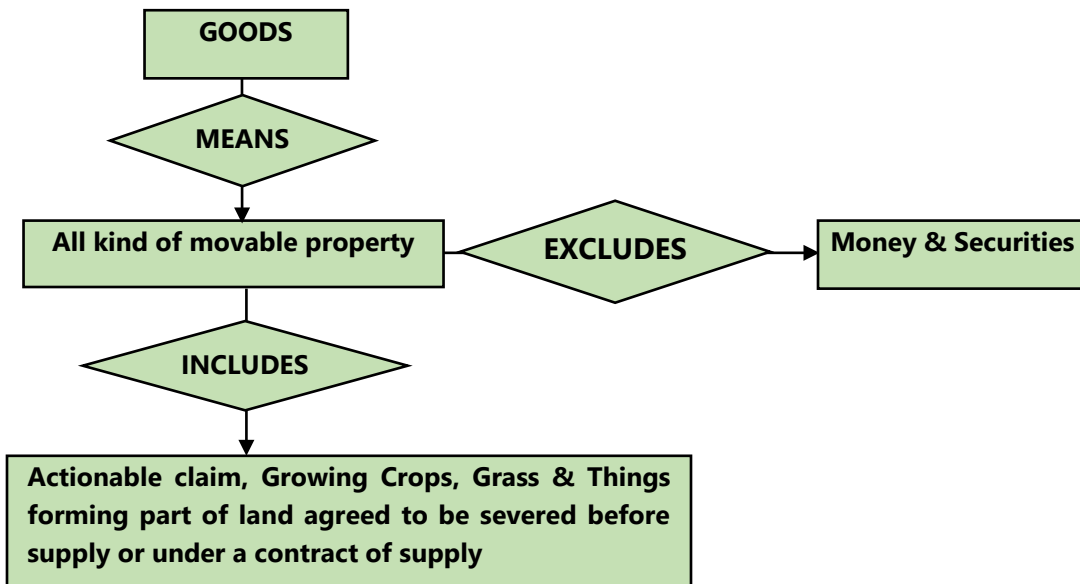 GOODS
MEANS
All kind of movable property
EXCLUDES
Money & Securities
INCLUDES
Actionable claim, Growing Crops, Grass & Things
forming part of land agreed to be severed before
supply or under a contract of supply